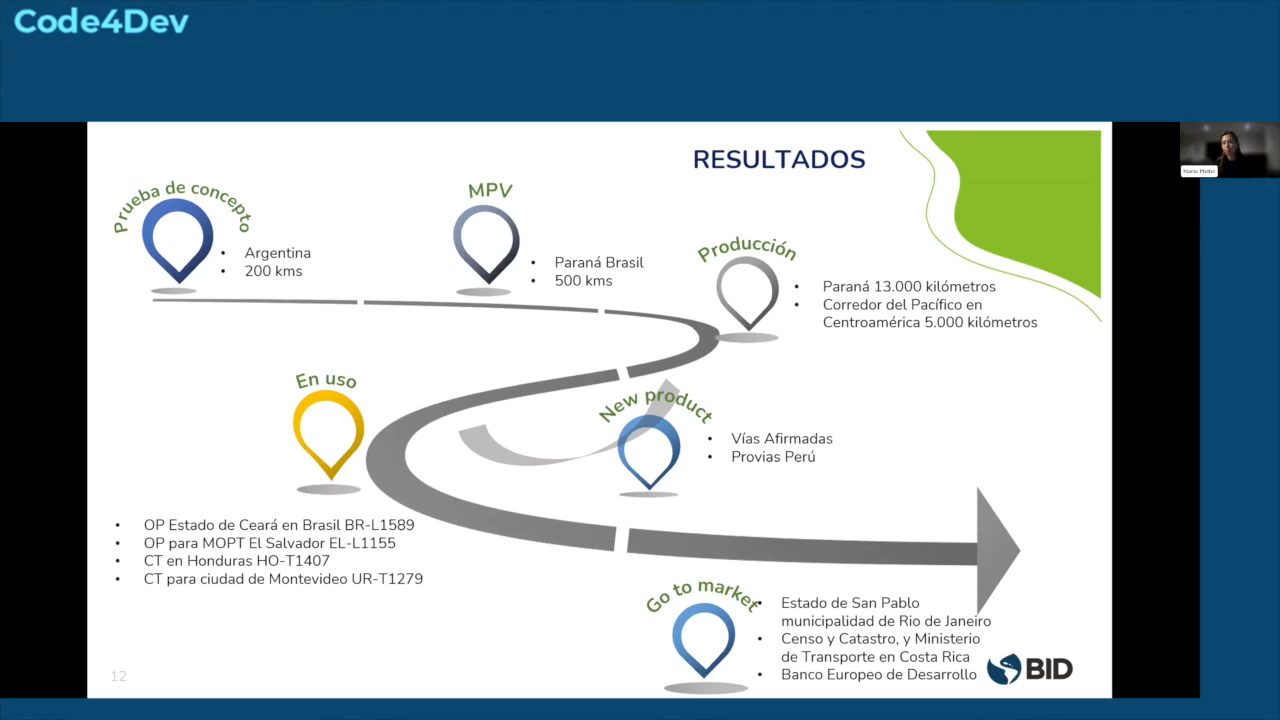 Code4Dev
RESULTADOS
Maria Pfeifer
Prueba de concepto
• Argentina
• 200 kms
MPV
• Paraná Brasil
• 500 kms
Producción
• Paraná 13.000 kilómetros
• Corredor del Pacífico en
Centroamérica 5.000 kilómetros
En uso
• OP Estado de Ceará en Brasil BR-L1589
• OP para MOPT El Salvador EL-L1155
• CT en Honduras HO-T1407
• CT para ciudad de Montevideo UR-T1279
New product
• Vías Afirmadas
• Provias Perú
Go to market
• Estado de San Pablo
municipalidad de Rio de Janeiro
• Censo y Catastro, y Ministerio
de Transporte en Costa Rica
• Banco Europeo de Desarrollo
BID
12